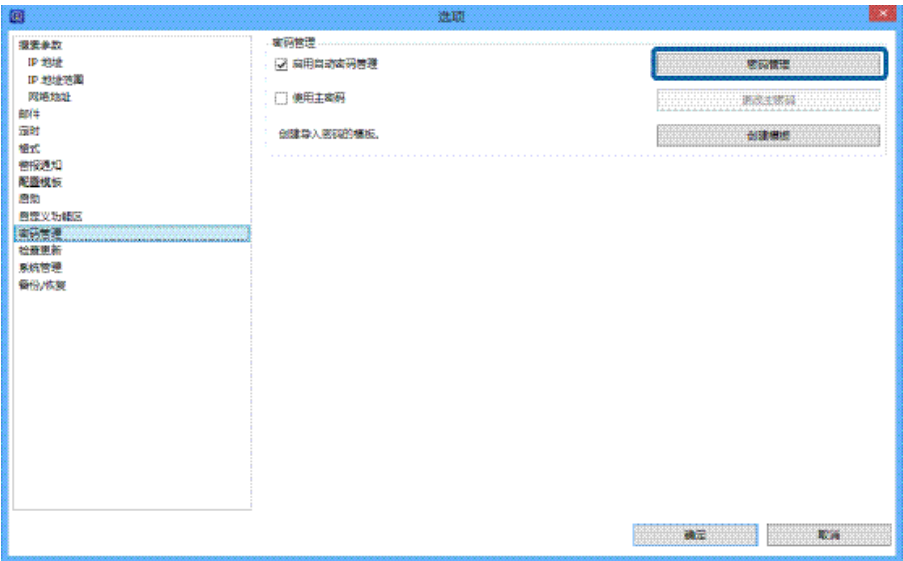 选项
搜索参数
IP 地址
IP 地址范围
网络地址
邮件
定时
格式
警报通知
配置模板
启动
自定义功能区
密码管理
检查更新
系统管理
备份/恢复
密码管理
启用自动密码管理
密码管理
使用主密码
更改主密码
创建导入密码的模板。
创建模板
确定
取消